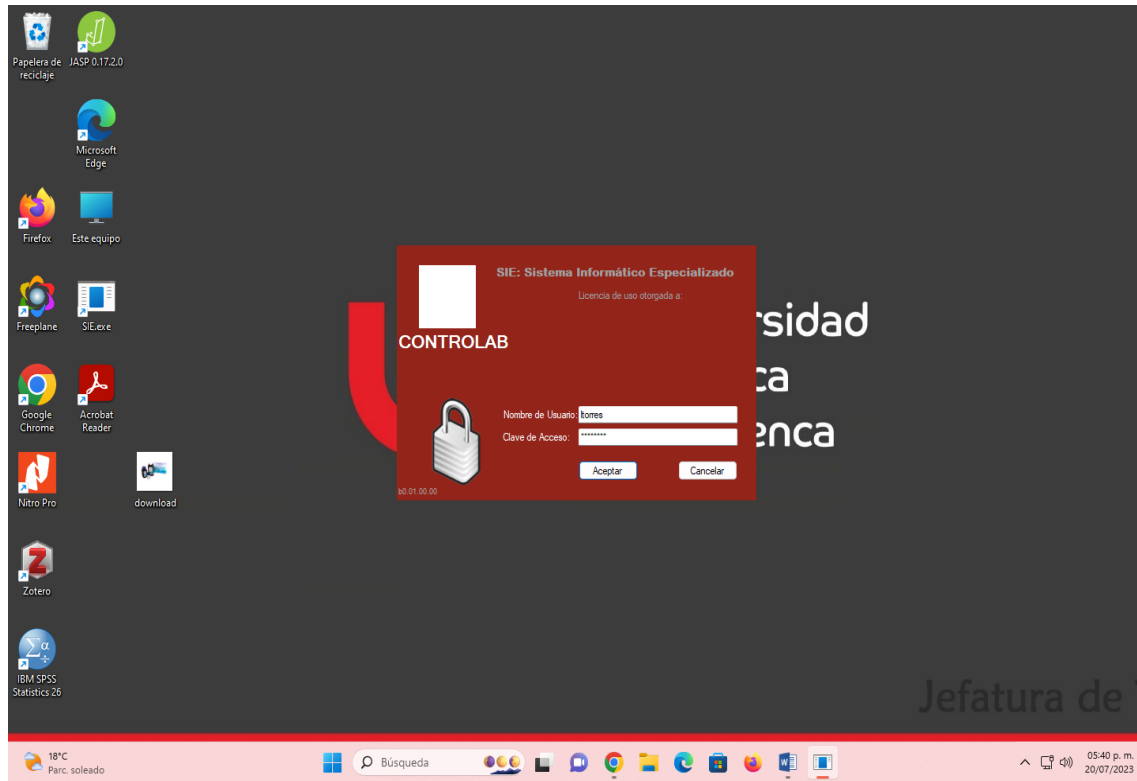 Papelera de
reciclaje
JASP 0.17.2.0
Microsoft
Edge
Firefox
Este equipo
Freeplane
SIE.exe
Google
Chrome
Acrobat
Reader
Nitro Pro
download
Zotero
IBM SPSS
Statistics 26
SIE: Sistema Informático Especializado
Licencia de uso otorgada a:
CONTROLAB
Nombre de Usuario:
Clave de Acceso: ********
Aceptar
Cancelar
b0.01.00.00
rsidad
ca
enca
Jefatura de
18°C
Parc. soleado
Búsqueda
05:40 p. m.
20/07/2023